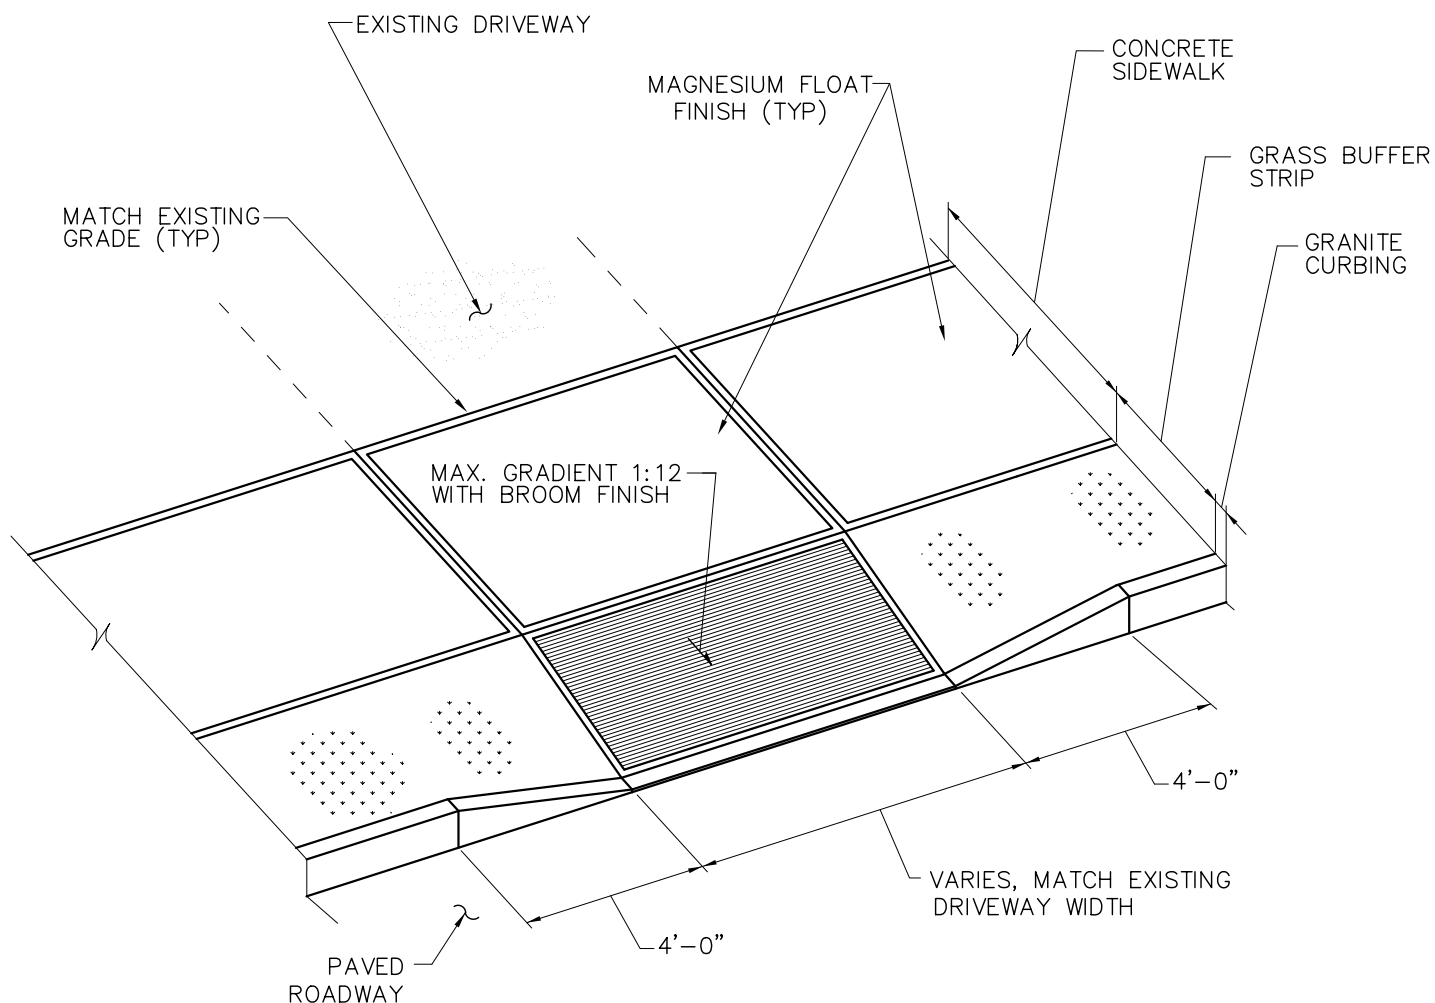 EXISTING DRIVEWAY
CONCRETE
SIDEWALK
MAGNESIUM FLOAT
FINISH (TYP)
GRASS BUFFER
STRIP
MATCH EXISTING
GRADE (TYP)
GRANITE
CURBING
MAX. GRADIENT 1:12
WITH BROOM FINISH
4'-0"
VARIES, MATCH EXISTING
DRIVEWAY WIDTH
4'-0"
PAVED
ROADWAY